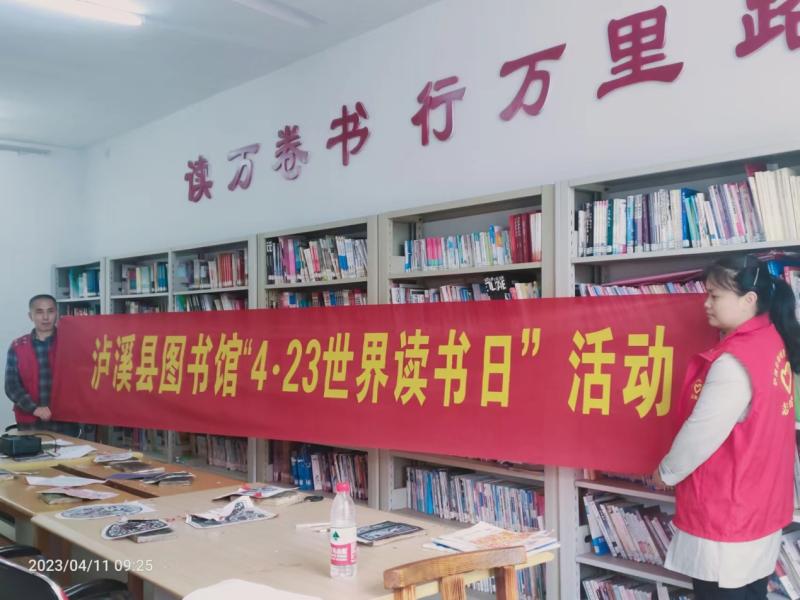 读万卷书 行万里路
泸溪县图书馆“4·23世界读书日” 活动
2023/04/11 09:25